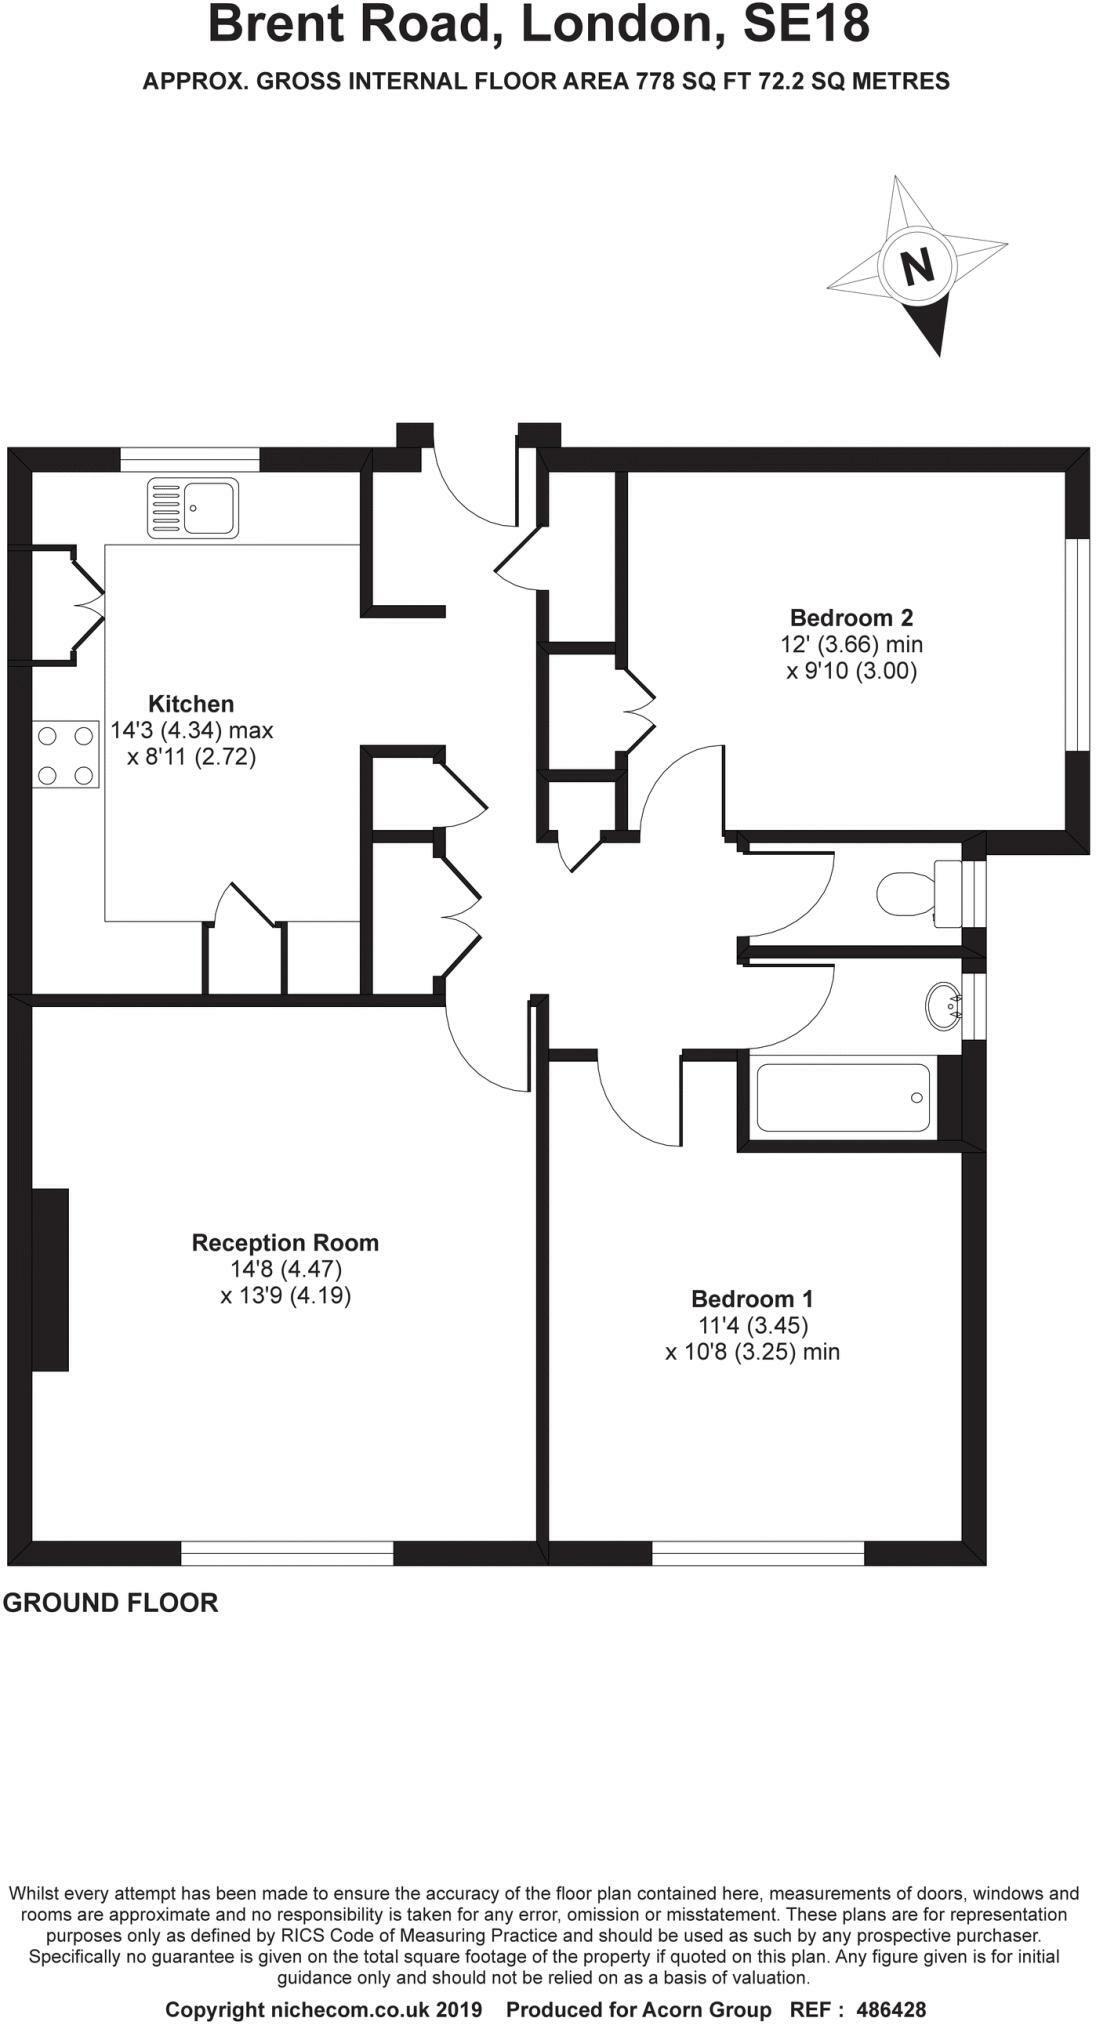 Brent Road, London, SE18
APPROX. GROSS INTERNAL FLOOR AREA 778 SQ FT 72.2 SQ METRES
N
Bedroom 2
12' (3.66) min
x 9'10 (3.00)
Kitchen
14'3 (4.34) max
x 8'11 (2.72)
Reception Room
14'8 (4.47)
x 13'9 (4.19)
Bedroom 1
11'4 (3.45)
x 10'8 (3.25) min
GROUND FLOOR
Whilst every attempt has been made to ensure the accuracy of the floor plan contained here, measurements of doors, windows and
rooms are approximate and no responsibility is taken for any error, omission or misstatement. These plans are for representation
purposes only as defined by RICS Code of Measuring Practice and should be used as such by any prospective purchaser.
Specifically no guarantee is given on the total square footage of the property if quoted on this plan. Any figure given is for initial
guidance only and should not be relied on as a basis of valuation.
Copyright nichecom.co.uk 2019 Produced for Acorn Group REF : 486428